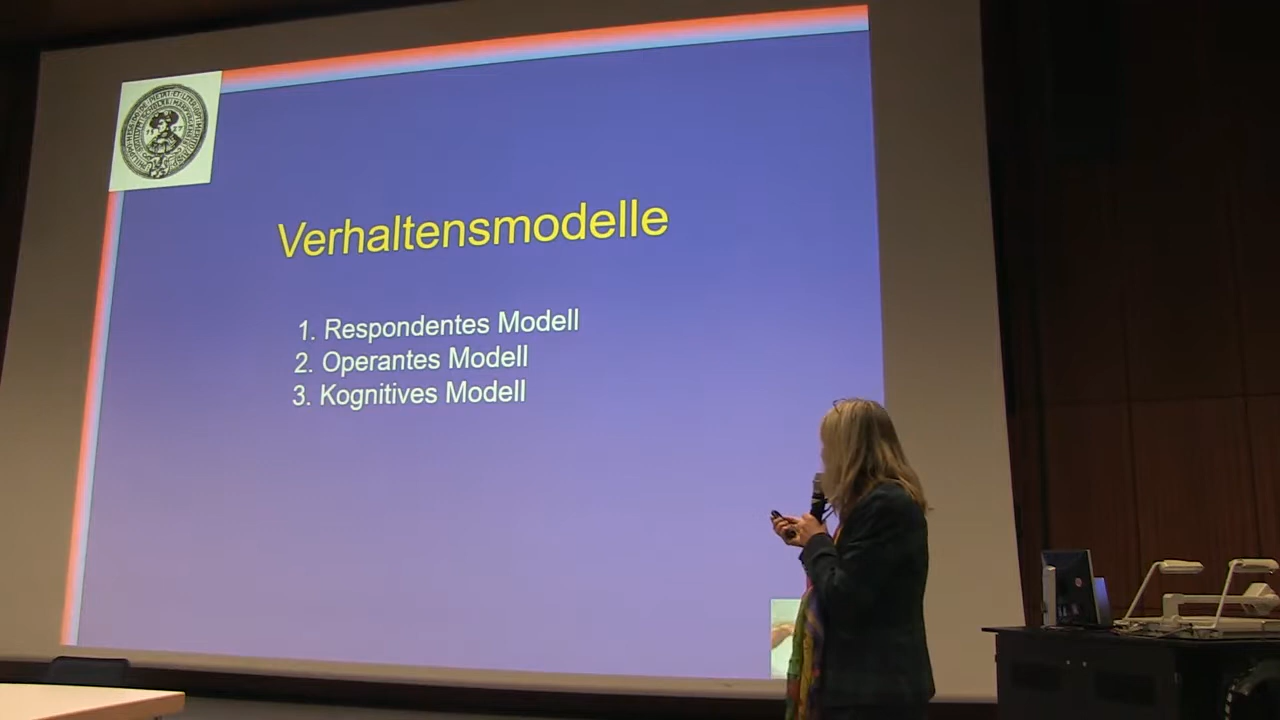 Verhaltensmodelle
1. Respondentes Modell
2. Operantes Modell
3. Kognitives Modell